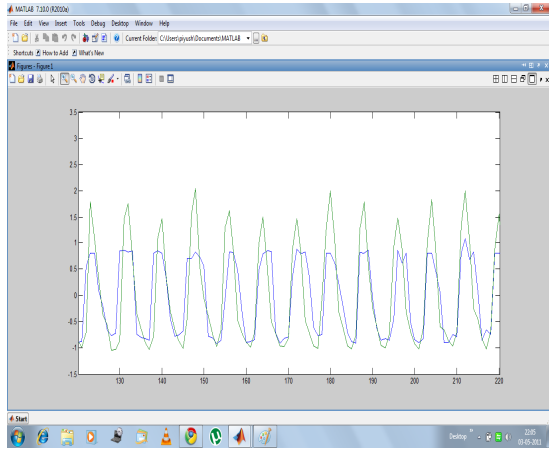 MATLAB 7.10.0 (R2010a)
File Edit View Insert Tools Debug Desktop Window Help
Current Folder: C:\Users\piyush\Documents\MATLAB
Shortcuts How to Add What's New
Figures - Figure 1
3.5
3
2.5
2
1.5
1
0.5
0
-0.5
-1
-1.5
130 140 150 160 170 180 190 200 210 220
Start
Desktop
22:05
03-05-2011